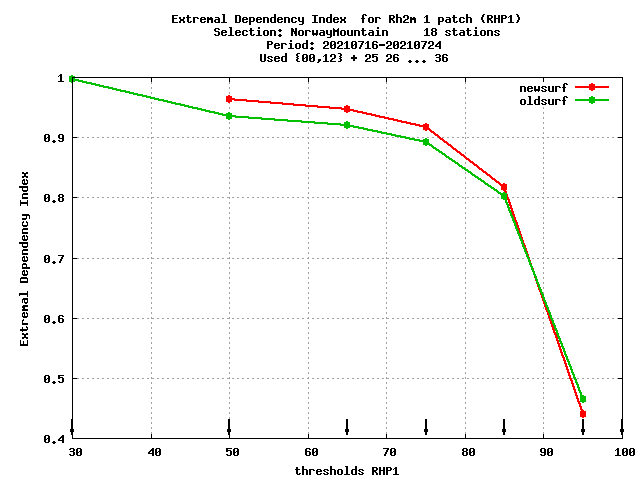 Extremal Dependency Index  for Rh2m 1 patch (RHP1)
Selection: NorwayMountain     18 stations
Period: 20210716-20210724
Used {00,12} + 25 26 ... 36
newsurf
oldsurf
1
0.9
0.8
0.7
0.6
0.5
0.4
Extremal Dependency Index
30 40 50 60 70 80 90 100
thresholds RHP1